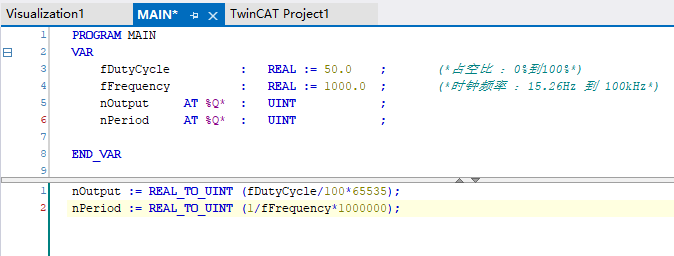 Visualization1
MAIN*
TwinCAT Project1
1 PROGRAM MAIN
2 VAR
3 fDutyCycle : REAL := 50.0 ; (*占空比 : 0%到100%*)
4 fFrequency : REAL := 1000.0 ; (*时钟频率 : 15.26Hz 到 100kHz*)
5 nOutput AT %Q* : UINT ;
6 nPeriod AT %Q* : UINT ;
7
8 END_VAR
9
1 nOutput := REAL_TO_UINT (fDutyCycle/100*65535);
2 nPeriod := REAL_TO_UINT (1/fFrequency*1000000);